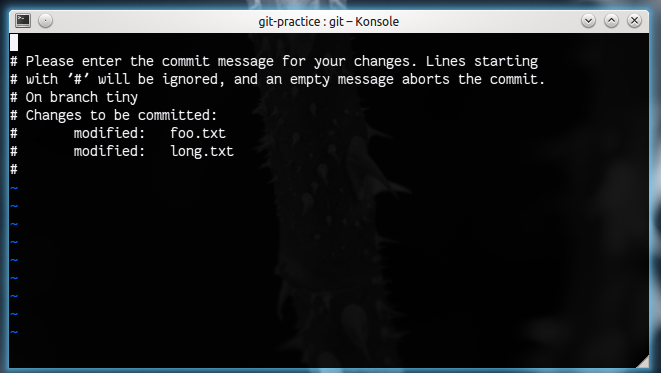 git-practice : git – Konsole
# Please enter the commit message for your changes. Lines starting
# with '#' will be ignored, and an empty message aborts the commit.
# On branch tiny
# Changes to be committed:
#       modified:   foo.txt
#       modified:   long.txt
#
~
~
~
~
~
~
~
~
~